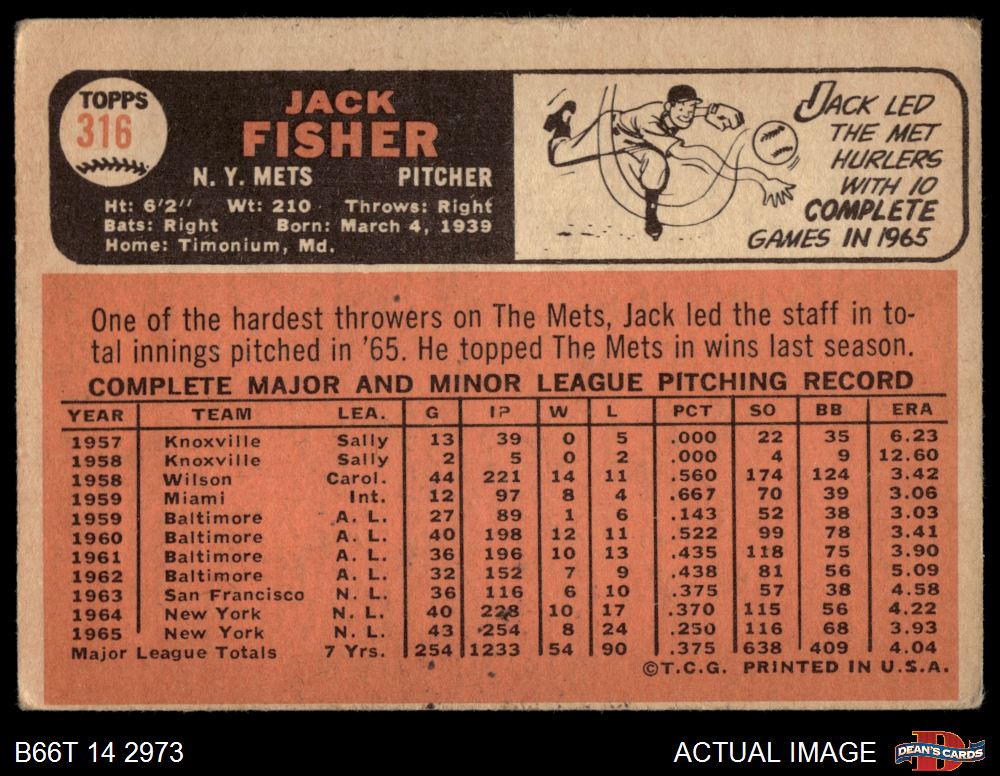 TOPPS
316
JACK
FISHER
N. Y. METS PITCHER
Ht: 6'2" Wt: 210 Throws: Right
Bats: Right Born: March 4, 1939
Home: Timonium, Md.
JACK LED
THE MET
HURLERS
WITH 10
COMPLETE
GAMES IN 1965
One of the hardest throwers on The Mets, Jack led the staff in to-
tal innings pitched in '65. He topped The Mets in wins last season.
COMPLETE MAJOR AND MINOR LEAGUE PITCHING RECORD
YEAR TEAM LEA. G IP W L PCT SO BB ERA
1957 Knoxville Sally 13 39 0 5 .000 22 35 6.23
1958 Knoxville Sally 2 5 0 2 .000 4 9 12.60
1958 Wilson Carol. 44 221 14 11 .560 174 124 3.42
1959 Miami Int. 12 97 8 4 .667 70 39 3.06
1959 Baltimore A. L. 27 89 1 6 .143 52 38 3.03
1960 Baltimore A. L. 40 198 12 11 .522 99 78 3.41
1961 Baltimore A. L. 36 196 10 13 .435 118 75 3.90
1962 Baltimore A. L. 32 152 7 9 .438 81 56 5.09
1963 San Francisco N. L. 36 116 6 10 .375 57 38 4.58
1964 New York N. L. 40 228 10 17 .370 115 56 4.22
1965 New York N. L. 43 254 8 24 .250 116 68 3.93
Major League Totals 7 Yrs. 254 1233 54 90 .375 638 409 4.04
©T.C.G. PRINTED IN U.S.A.
B66T 14 2973 ACTUAL IMAGE DEAN'S CARDS